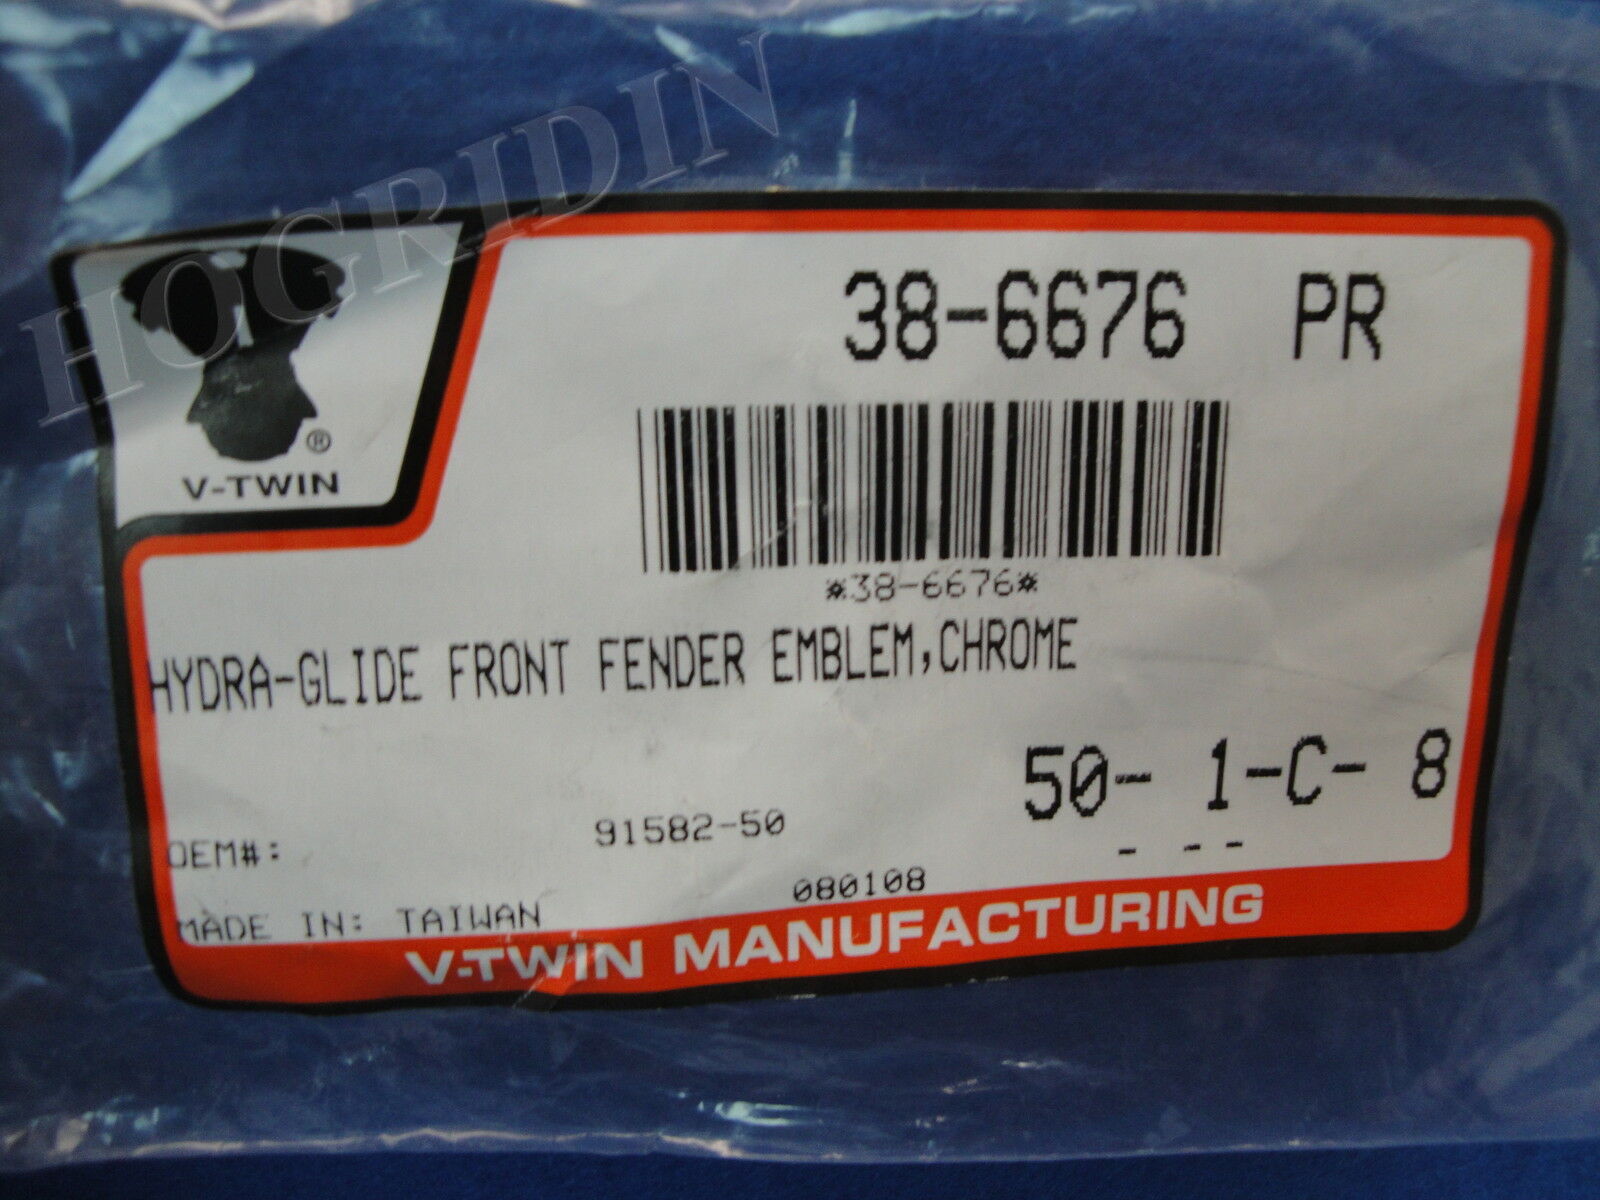 HOGRIDIN
38-6676 PR
®
V-TWIN
*38-6676*
HYDRA-GLIDE FRONT FENDER EMBLEM,CHROME
50- 1-C- 8
- --
OEM#: 91582-50
080108
MADE IN: TAIWAN
V-TWIN MANUFACTURING